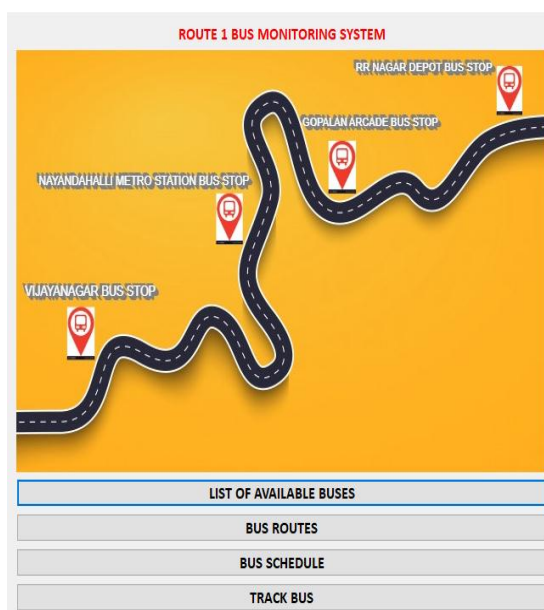 ROUTE 1 BUS MONITORING SYSTEM
RR NAGAR DEPOT BUS STOP
GOPALAN ARCADE BUS STOP
NAYANDAHALLI METRO STATION BUS STOP
VIJAYANAGAR BUS STOP
LIST OF AVAILABLE BUSES
BUS ROUTES
BUS SCHEDULE
TRACK BUS